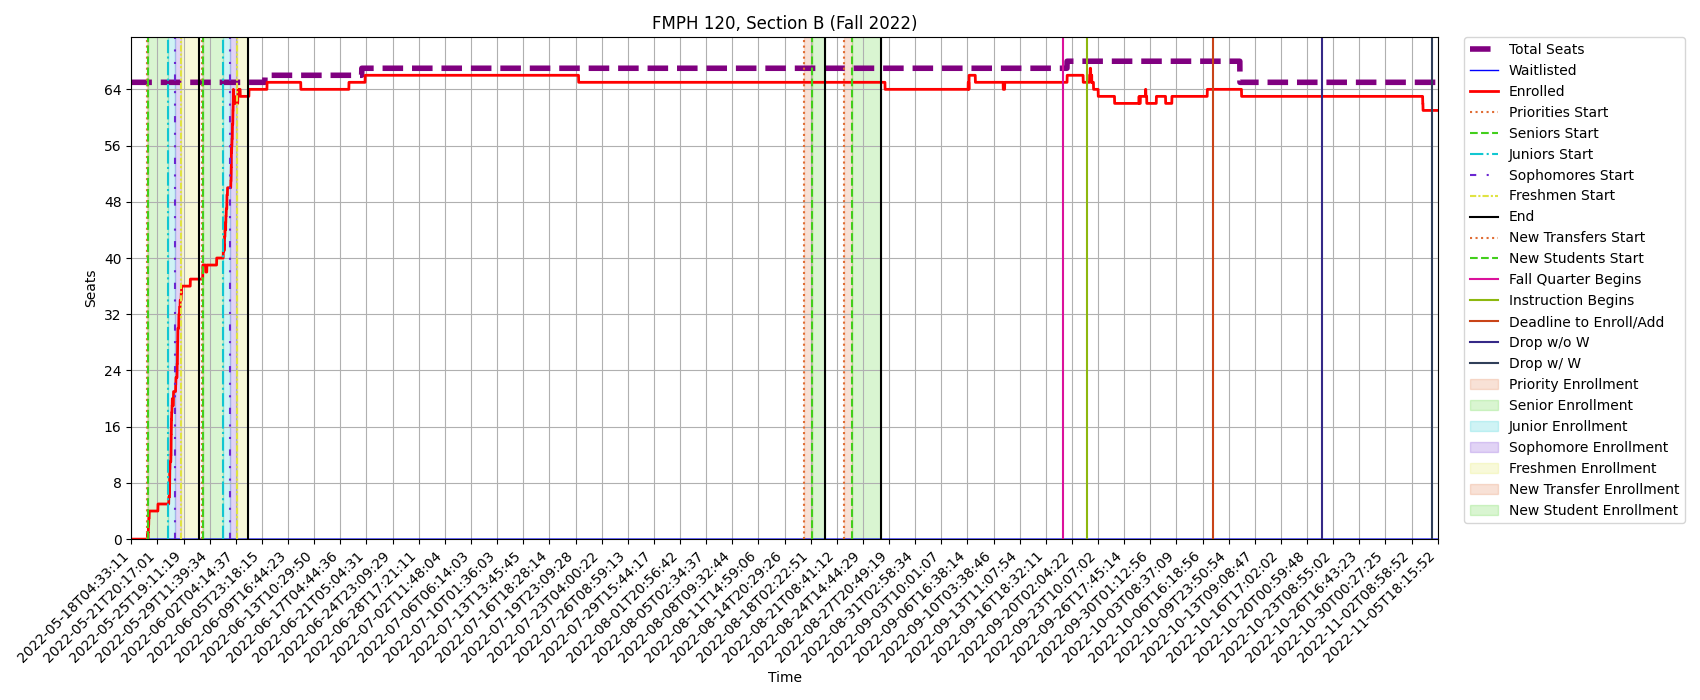 FMPH 120, Section B (Fall 2022)
Seats
64
56
48
40
32
24
16
8
0
2022-05-18T04:33:11
2022-05-21T20:17:01
2022-05-25T19:11:19
2022-05-29T11:39:34
2022-06-02T04:14:37
2022-06-05T23:18:15
2022-06-09T16:44:23
2022-06-13T10:29:50
2022-06-17T04:44:36
2022-06-21T05:04:31
2022-06-24T23:09:29
2022-06-28T17:21:11
2022-07-02T11:48:04
2022-07-06T06:14:03
2022-07-10T01:36:03
2022-07-13T13:45:45
2022-07-16T18:28:14
2022-07-19T23:09:28
2022-07-23T04:00:22
2022-07-26T08:59:13
2022-07-29T15:44:17
2022-08-01T20:56:42
2022-08-05T02:34:37
2022-08-08T09:32:44
2022-08-11T14:59:06
2022-08-14T20:29:26
2022-08-18T02:22:51
2022-08-21T08:41:12
2022-08-24T14:44:29
2022-08-27T20:49:19
2022-08-31T02:58:34
2022-09-03T10:01:07
2022-09-06T16:38:14
2022-09-10T03:38:46
2022-09-13T11:07:54
2022-09-16T18:32:11
2022-09-20T02:04:22
2022-09-23T10:07:02
2022-09-26T17:45:14
2022-09-30T01:12:56
2022-10-03T08:37:09
2022-10-06T16:18:56
2022-10-09T23:50:54
2022-10-13T09:08:47
2022-10-16T17:02:02
2022-10-20T00:59:48
2022-10-23T08:55:02
2022-10-26T16:43:23
2022-10-30T00:27:25
2022-11-02T08:58:52
2022-11-05T18:15:52
Time
Total Seats
Waitlisted
Enrolled
Priorities Start
Seniors Start
Juniors Start
Sophomores Start
Freshmen Start
End
New Transfers Start
New Students Start
Fall Quarter Begins
Instruction Begins
Deadline to Enroll/Add
Drop w/o W
Drop w/ W
Priority Enrollment
Senior Enrollment
Junior Enrollment
Sophomore Enrollment
Freshmen Enrollment
New Transfer Enrollment
New Student Enrollment